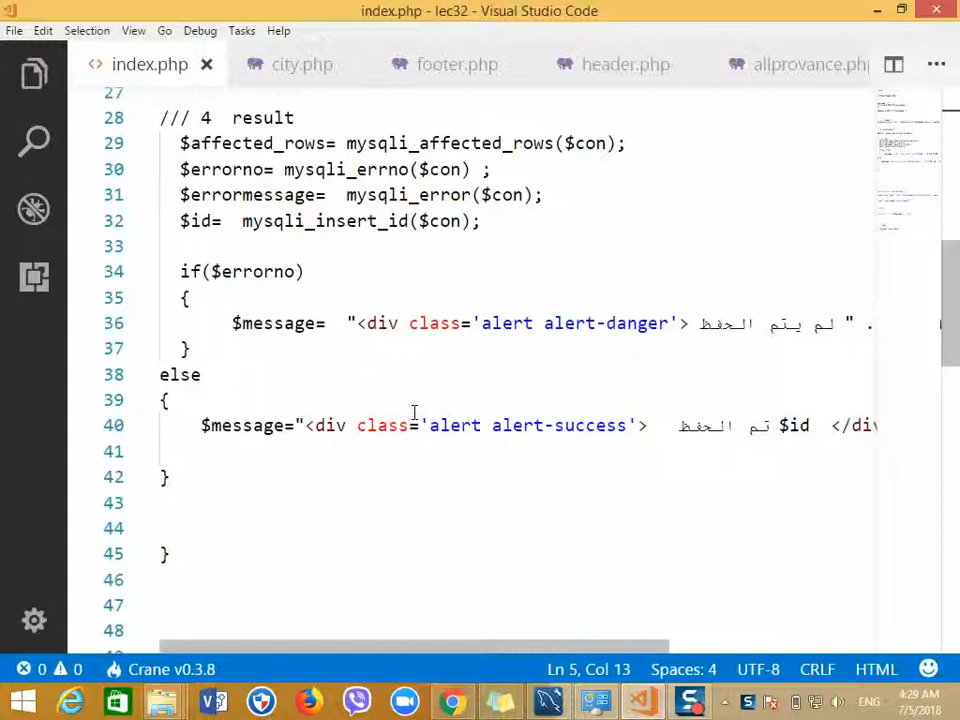 index.php - lec32 - Visual Studio Code
File Edit Selection View Go Debug Tasks Help
<> index.php × city.php footer.php header.php allprovance.ph
27
28 /// 4 result
29 $affected_rows= mysqli_affected_rows($con);
30 $errorno= mysqli_errno($con) ;
31 $errormessage= mysqli_error($con);
32 $id= mysqli_insert_id($con);
33
34 if($errorno)
35 {
36 $message= "<div class='alert alert-danger'> لم يتم الحفظ " .
37 }
38 else
39 {
40 $message="<div class='alert alert-success'> تم الحفظ $id </div
41
42 }
43
44
45 }
46
47
48
0 0 Crane v0.3.8 Ln 5, Col 13 Spaces: 4 UTF-8 CRLF HTML
ENG 4:29 AM
7/5/2018